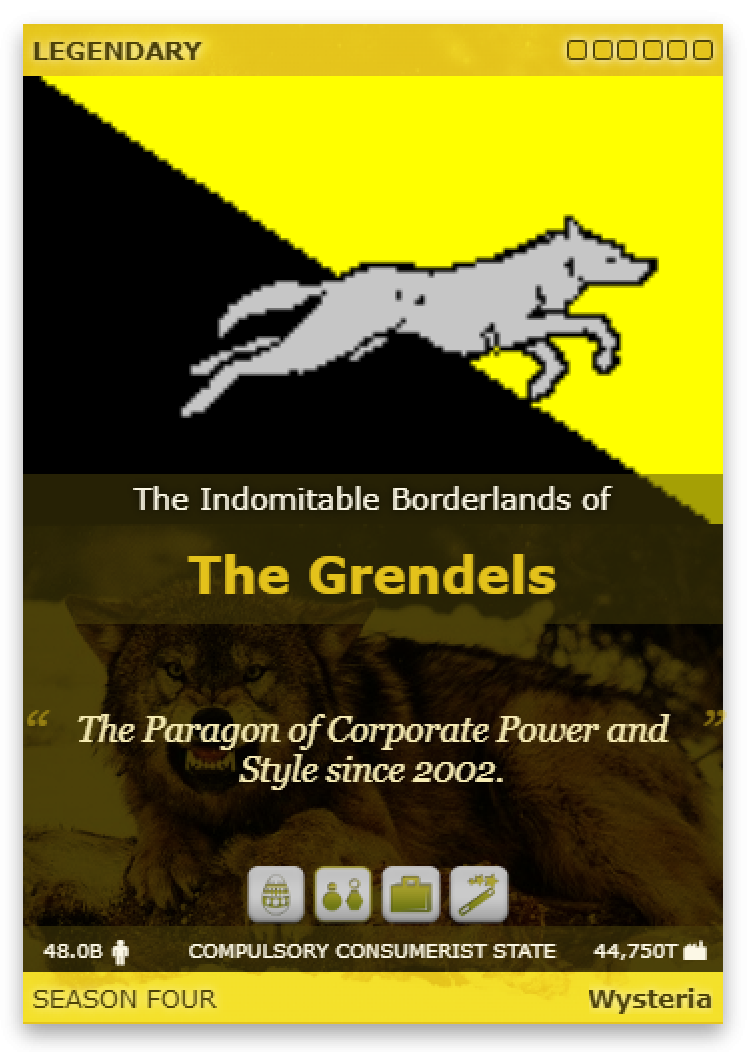 LEGENDARY
The Indomitable Borderlands of
The Grendels
“ The Paragon of Corporate Power and ”
Style since 2002.
48.0B COMPULSORY CONSUMERIST STATE 44,750T
SEASON FOUR Wysteria